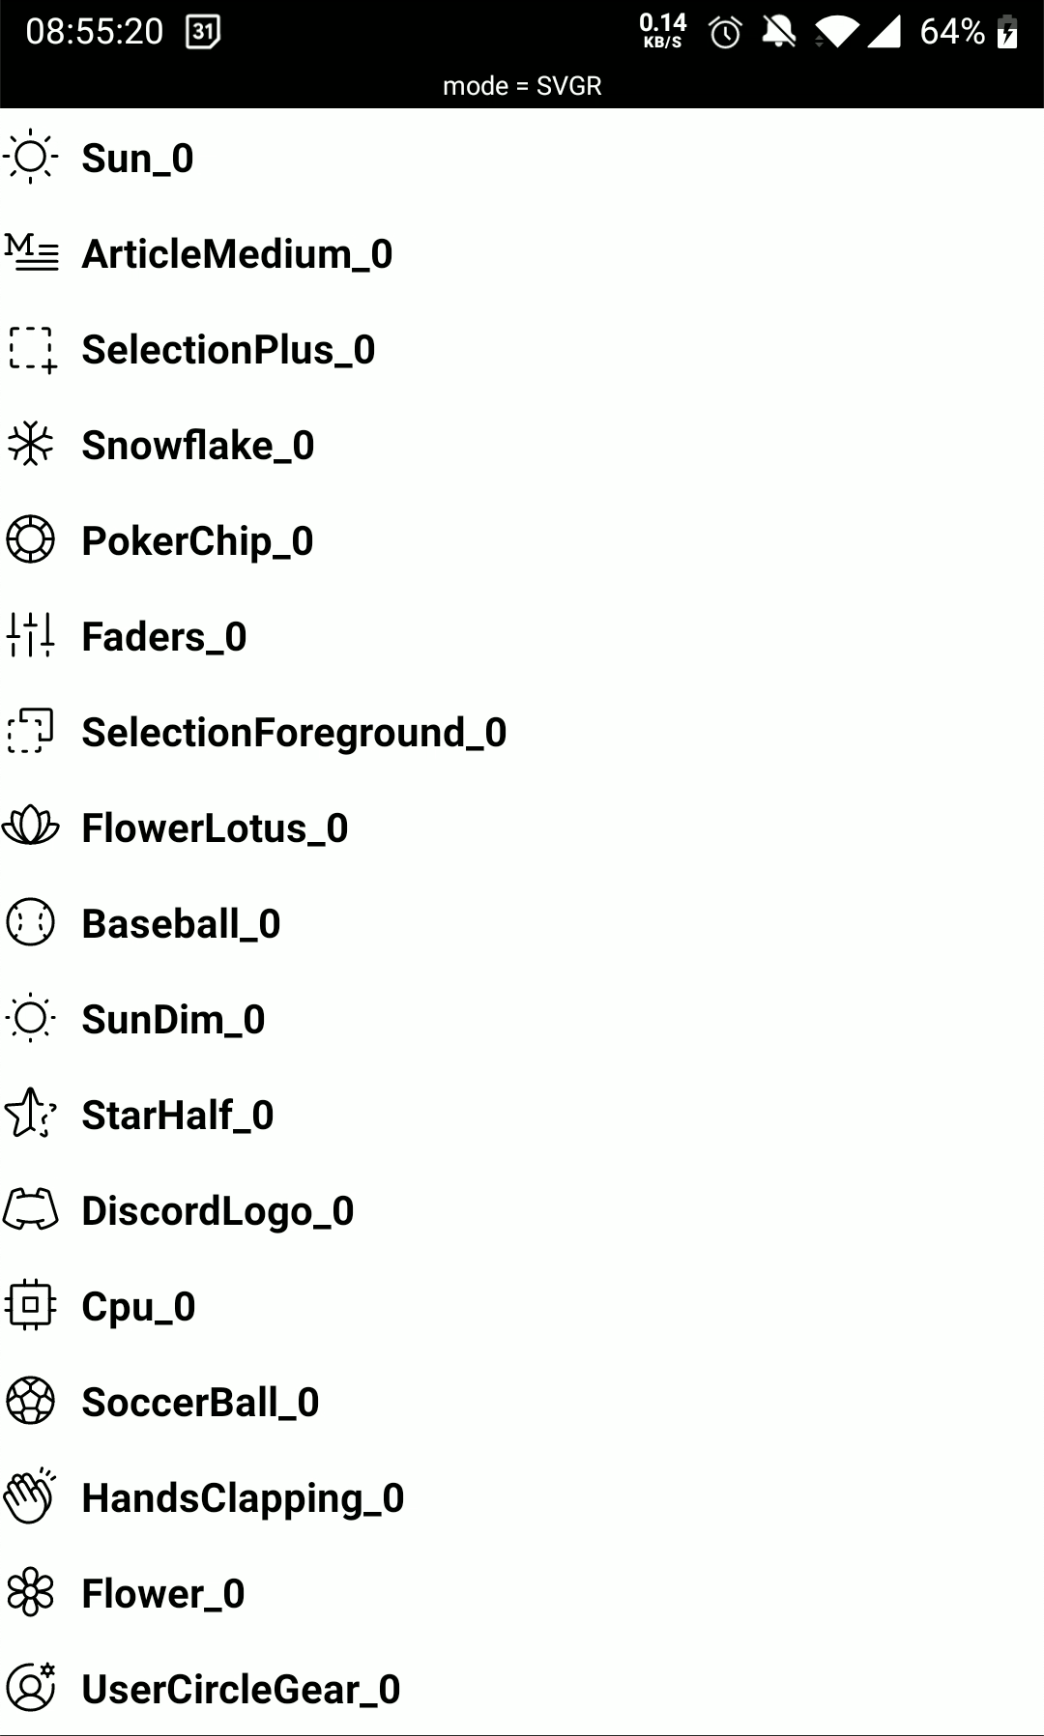 08:55:20 31 0.14 KB/S 64%
mode = SVGR
Sun_0
M ArticleMedium_0
SelectionPlus_0
Snowflake_0
PokerChip_0
Faders_0
SelectionForeground_0
FlowerLotus_0
Baseball_0
SunDim_0
StarHalf_0
DiscordLogo_0
Cpu_0
SoccerBall_0
HandsClapping_0
Flower_0
UserCircleGear_0